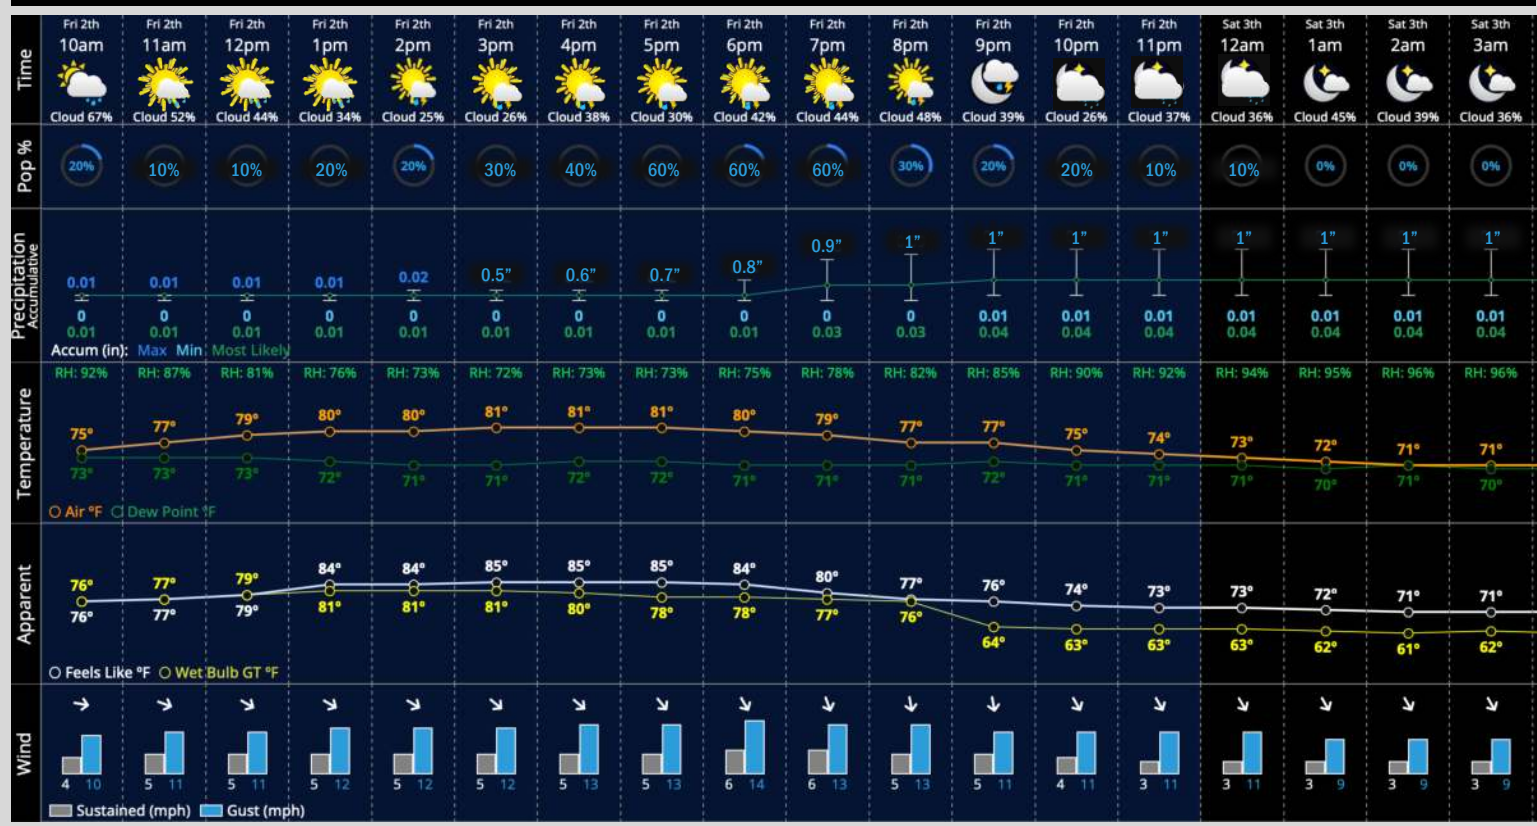 Fri 2th Fri 2th Fri 2th Fri 2th Fri 2th Fri 2th Fri 2th Fri 2th Fri 2th Fri 2th Fri 2th Fri 2th Fri 2th Fri 2th Sat 3th Sat 3th Sat 3th Sat 3th
Time
10am 11am 12pm 1pm 2pm 3pm 4pm 5pm 6pm 7pm 8pm 9pm 10pm 11pm 12am 1am 2am 3am
Cloud 67% Cloud 52% Cloud 44% Cloud 34% Cloud 25% Cloud 26% Cloud 38% Cloud 30% Cloud 42% Cloud 44% Cloud 48% Cloud 39% Cloud 26% Cloud 37% Cloud 36% Cloud 45% Cloud 39% Cloud 36%
Pop %
20% 10% 10% 20% 20% 30% 40% 60% 60% 60% 30% 20% 20% 10% 10% 0% 0% 0%
Precipitation
Accumulative
0.01 0.01 0.01 0.01 0.02 0.5” 0.6” 0.7” 0.8” 0.9” 1” 1” 1” 1” 1” 1” 1” 1”
0 0 0 0 0 0 0 0 0 0 0 0.01 0.01 0.01 0.01 0.01 0.01 0.01
0.01 0.01 0.01 0.01 0.01 0.01 0.01 0.01 0.01 0.03 0.03 0.04 0.04 0.04 0.04 0.04 0.04 0.04
Accum (in): Max Min Most Likely
Temperature
RH: 92% RH: 87% RH: 81% RH: 76% RH: 73% RH: 72% RH: 73% RH: 73% RH: 75% RH: 78% RH: 82% RH: 85% RH: 90% RH: 92% RH: 94% RH: 95% RH: 96% RH: 96%
75° 77° 79° 80° 80° 81° 81° 81° 80° 79° 77° 77° 75° 74° 73° 72° 71° 71°
73° 73° 73° 72° 71° 71° 72° 72° 71° 71° 71° 72° 71° 71° 71° 70° 71° 70°
Air ºF Dew Point ºF
Apparent
76° 77° 79° 84° 84° 85° 85° 85° 84° 80° 77° 76° 74° 73° 73° 72° 71° 71°
76° 77° 79° 81° 81° 81° 80° 78° 78° 77° 76° 64° 63° 63° 63° 62° 61° 62°
Feels Like ºF Wet Bulb GT ºF
Wind
4 10 5 11 5 11 5 12 5 12 5 12 5 13 5 13 6 14 6 13 5 13 5 11 4 11 3 11 3 11 3 9 3 9 3 9
Sustained (mph) Gust (mph)